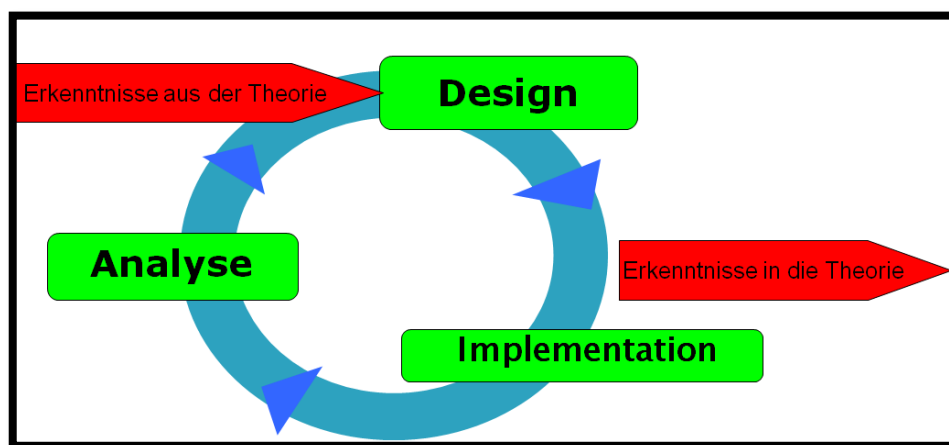 Erkenntnisse aus der Theorie
Design
Analyse
Erkenntnisse in die Theorie
Implementation